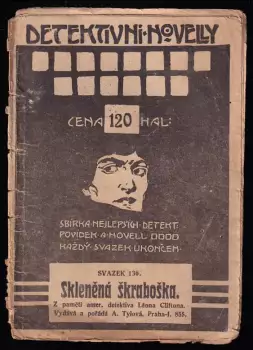 DETEKTIVNÍ·NOVELLY
CENA 120 HAL:
SBÍRKA NEJLEPŠÍCH DETEKT.
POVÍDEK A NOVELL
KAŽDÝ SVAZEK UKONČEN.
SVAZEK 130.
Skleněná škraboška.
Z pamětí amer. detektiva Léona Cliftona.
Vydává a pořádá A. Tylová, Praha-I. 855.